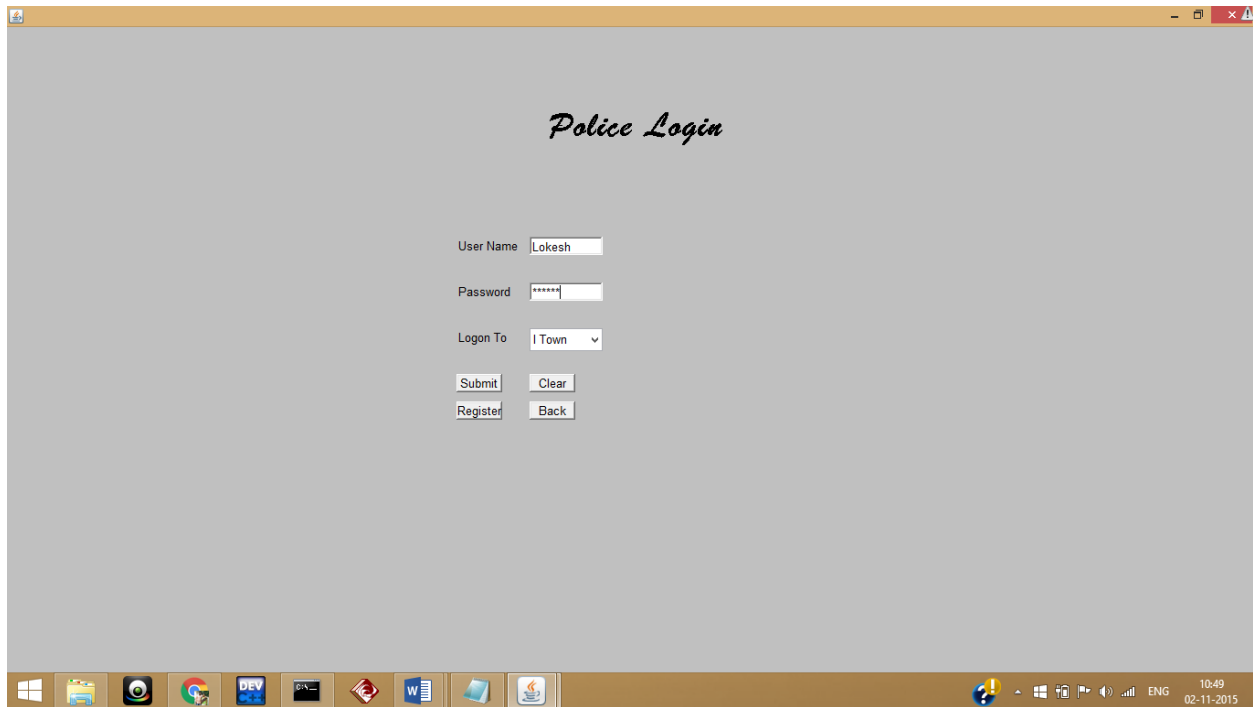 Police Login
User Name Lokesh
Password ******
Logon To I Town
Submit Clear
Register Back
DEV C++
C:\
W
ENG 10:49
02-11-2015